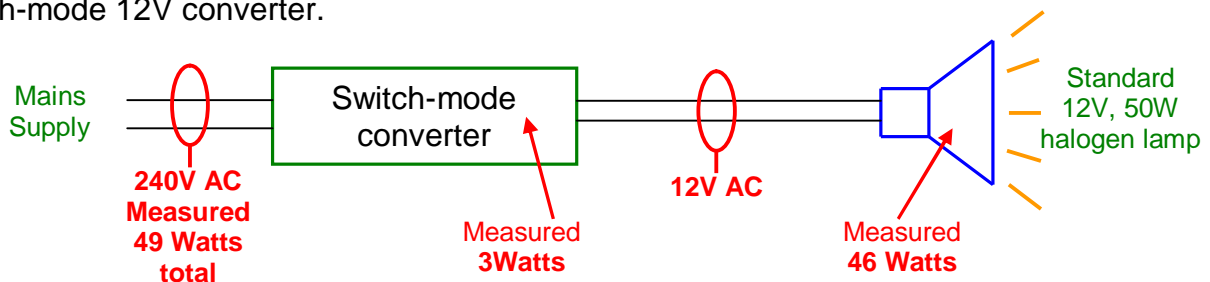 h-mode 12V converter.
Mains
Supply
Switch-mode
converter
Standard
12V, 50W
halogen lamp
240V AC
Measured
49 Watts
total
12V AC
Measured
3Watts
Measured
46 Watts